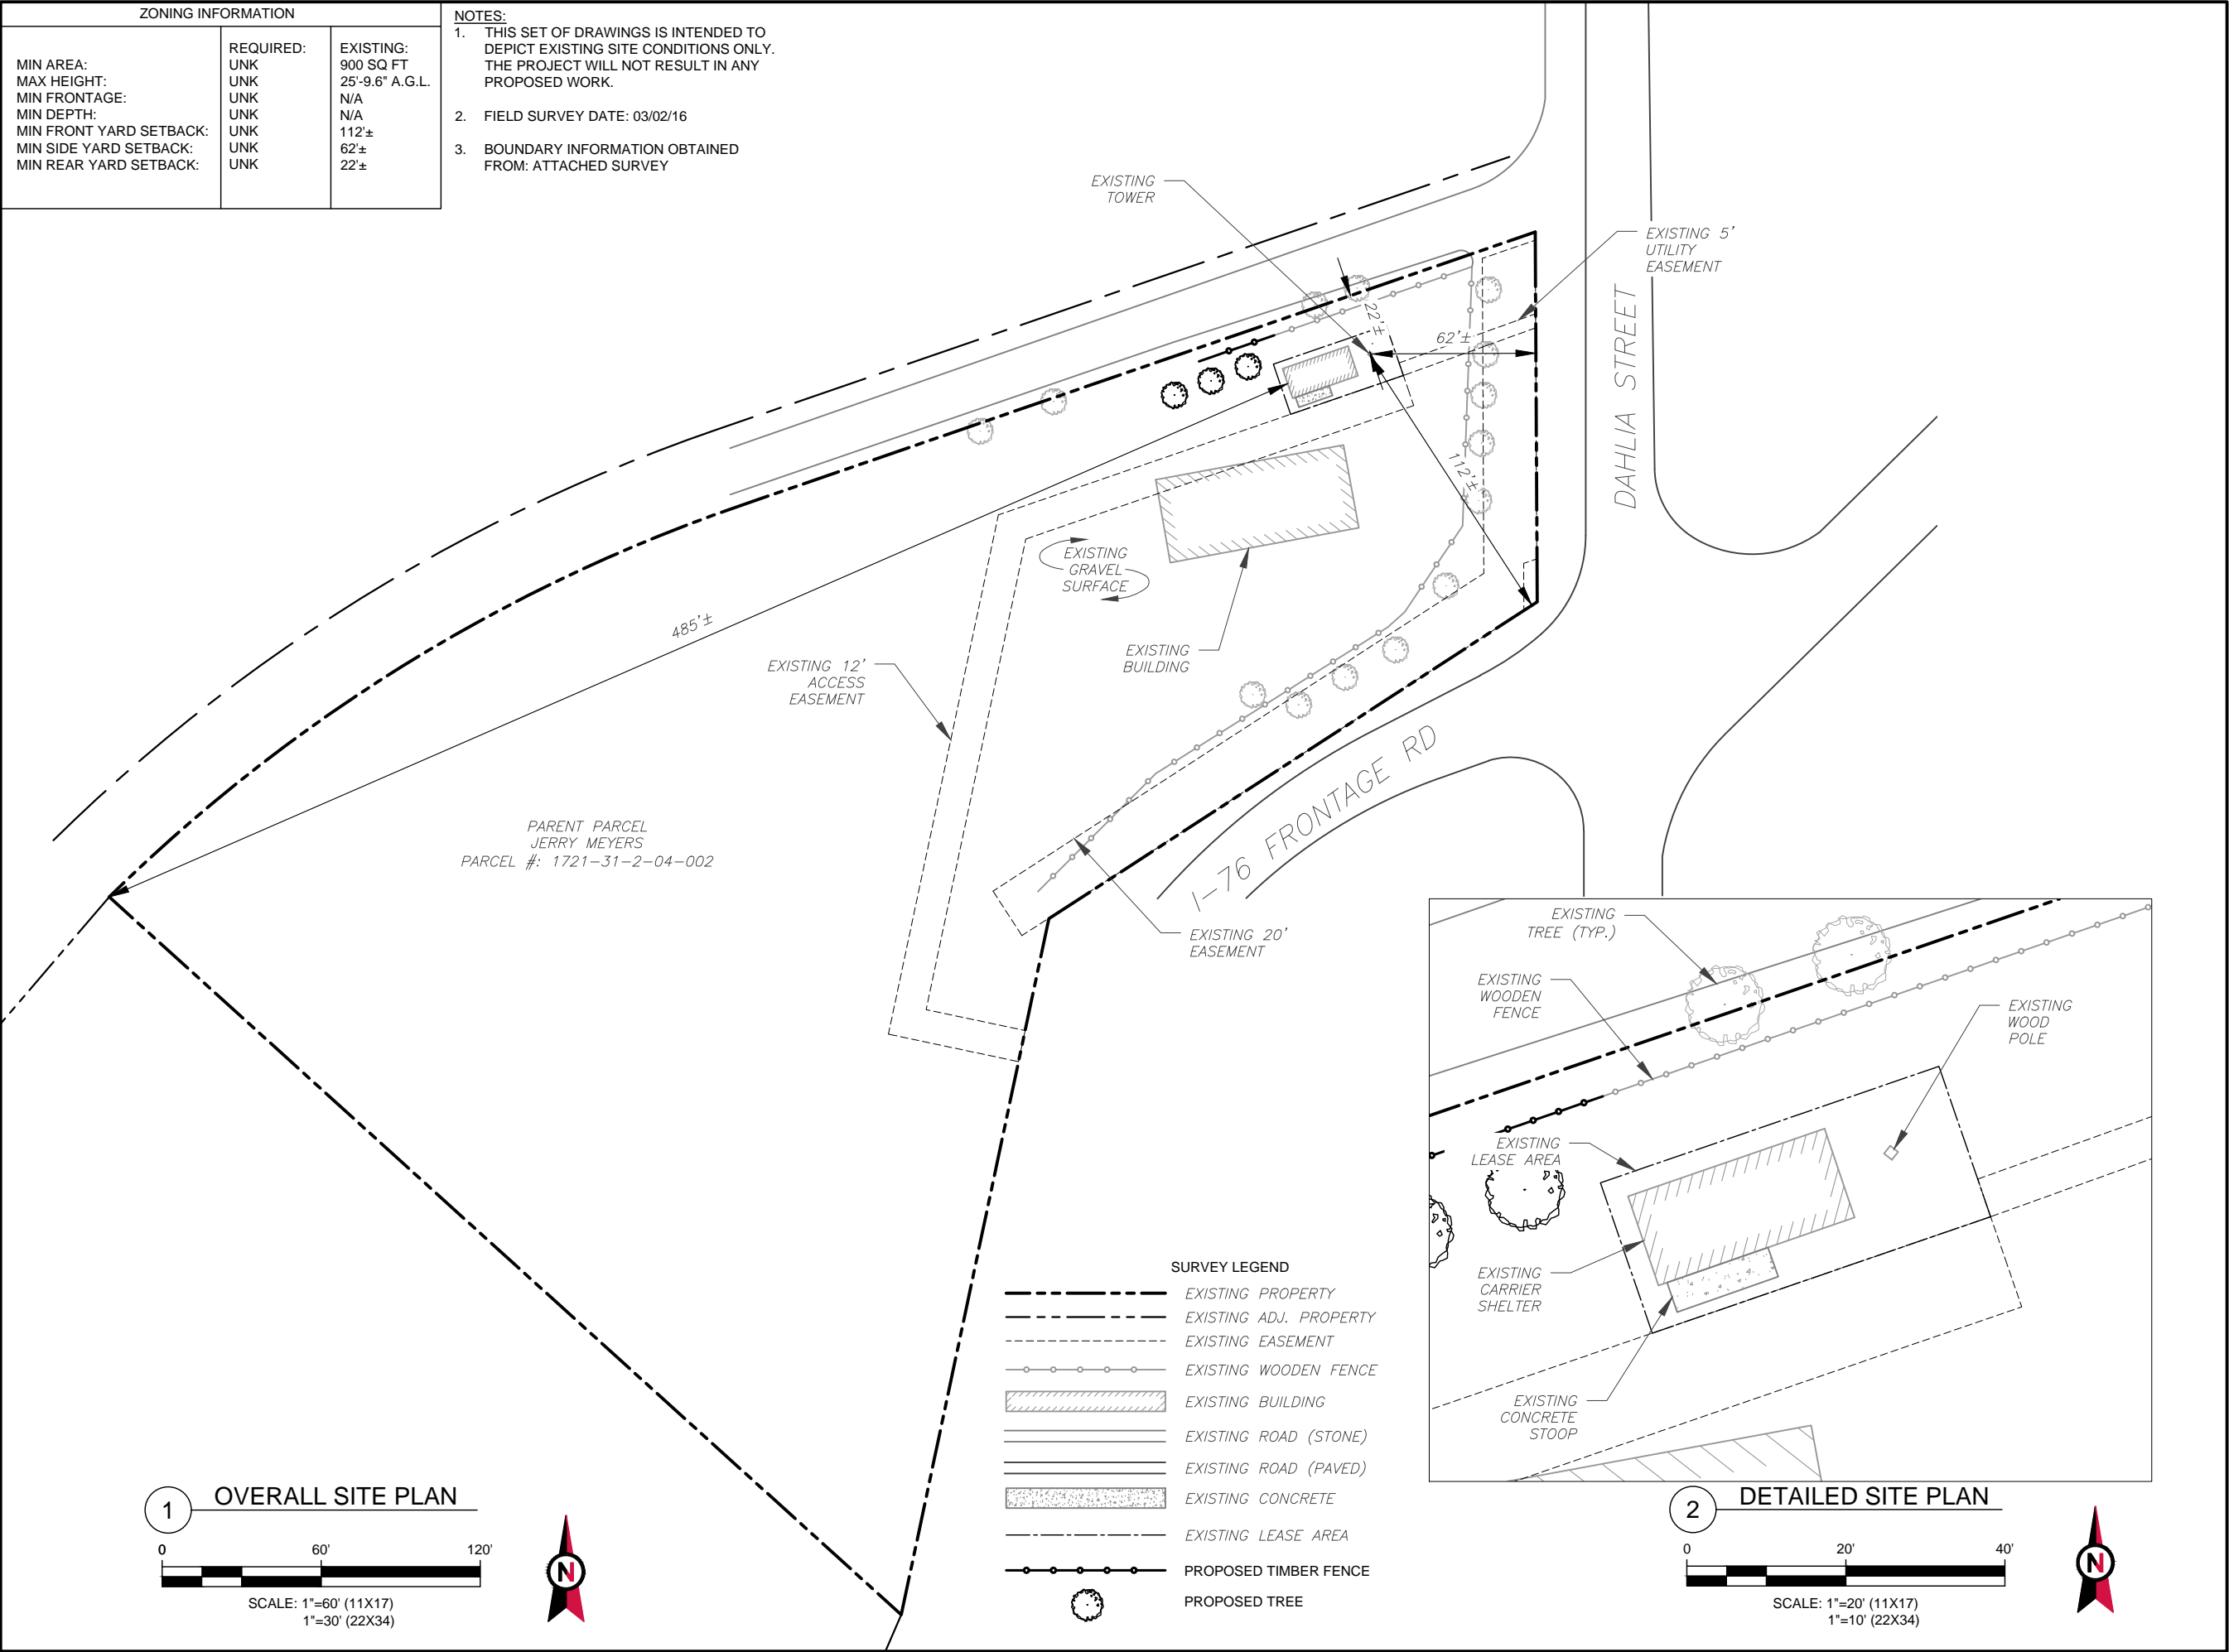 ZONING INFORMATION
REQUIRED: EXISTING:
MIN AREA: UNK 900 SQ FT
MAX HEIGHT: UNK 25'-9.6" A.G.L.
MIN FRONTAGE: UNK N/A
MIN DEPTH: UNK N/A
MIN FRONT YARD SETBACK: UNK 112'±
MIN SIDE YARD SETBACK: UNK 62'±
MIN REAR YARD SETBACK: UNK 22'±
NOTES:
1. THIS SET OF DRAWINGS IS INTENDED TO
DEPICT EXISTING SITE CONDITIONS ONLY.
THE PROJECT WILL NOT RESULT IN ANY
PROPOSED WORK.
2. FIELD SURVEY DATE: 03/02/16
3. BOUNDARY INFORMATION OBTAINED
FROM: ATTACHED SURVEY
EXISTING
TOWER
EXISTING 5'
UTILITY
EASEMENT
22'±
62'±
112'±
DAHLIA STREET
EXISTING
GRAVEL
SURFACE
485'±
EXISTING
BUILDING
EXISTING 12'
ACCESS
EASEMENT
I-76 FRONTAGE RD
PARENT PARCEL
JERRY MEYERS
PARCEL #: 1721-31-2-04-002
EXISTING 20'
EASEMENT
EXISTING
TREE (TYP.)
EXISTING
WOODEN
FENCE
EXISTING
WOOD
POLE
EXISTING
LEASE AREA
EXISTING
CARRIER
SHELTER
EXISTING
CONCRETE
STOOP
SURVEY LEGEND
EXISTING PROPERTY
EXISTING ADJ. PROPERTY
EXISTING EASEMENT
EXISTING WOODEN FENCE
EXISTING BUILDING
EXISTING ROAD (STONE)
EXISTING ROAD (PAVED)
EXISTING CONCRETE
EXISTING LEASE AREA
PROPOSED TIMBER FENCE
PROPOSED TREE
1 OVERALL SITE PLAN
0 60' 120'
SCALE: 1"=60' (11X17)
1"=30' (22X34)
N
2 DETAILED SITE PLAN
0 20' 40'
SCALE: 1"=20' (11X17)
1"=10' (22X34)
N